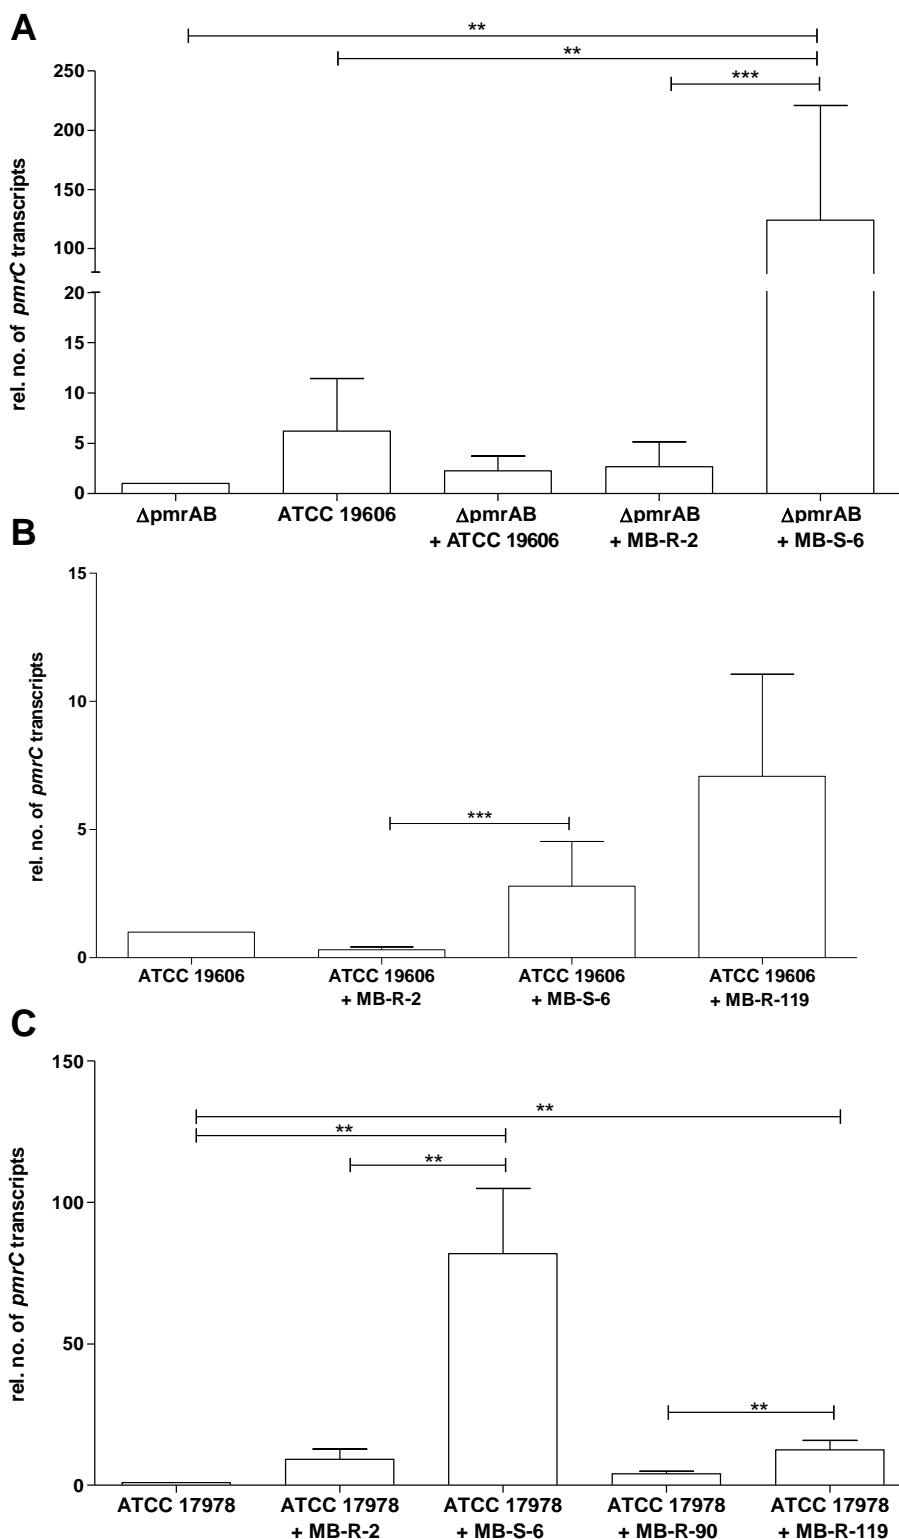 A
**
**
***
rel. no. of pmrC transcripts
250
200
150
100
20
15
10
5
0
ΔpmrAB
ATCC 19606
ΔpmrAB
+ ATCC 19606
ΔpmrAB
+ MB-R-2
ΔpmrAB
+ MB-S-6
B
rel. no. of pmrC transcripts
15
10
5
0
***
ATCC 19606
ATCC 19606
+ MB-R-2
ATCC 19606
+ MB-S-6
ATCC 19606
+ MB-R-119
C
rel. no. of pmrC transcripts
150
100
50
0
**
**
**
**
ATCC 17978
ATCC 17978
+ MB-R-2
ATCC 17978
+ MB-S-6
ATCC 17978
+ MB-R-90
ATCC 17978
+ MB-R-119